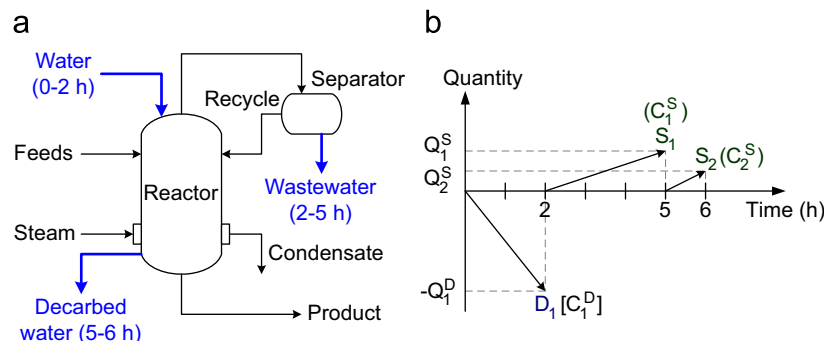 a
Water
(0-2 h)
Separator
Recycle
Feeds
Reactor
Wastewater
(2-5 h)
Steam
Condensate
Decarbed
water (5-6 h)
Product
b
Quantity
(C₁ˢ)
Q₁ˢ
S₁
Q₂ˢ
S₂ (C₂ˢ)
2
5
6
Time (h)
-Q₁ᴰ
D₁ [C₁ᴰ]